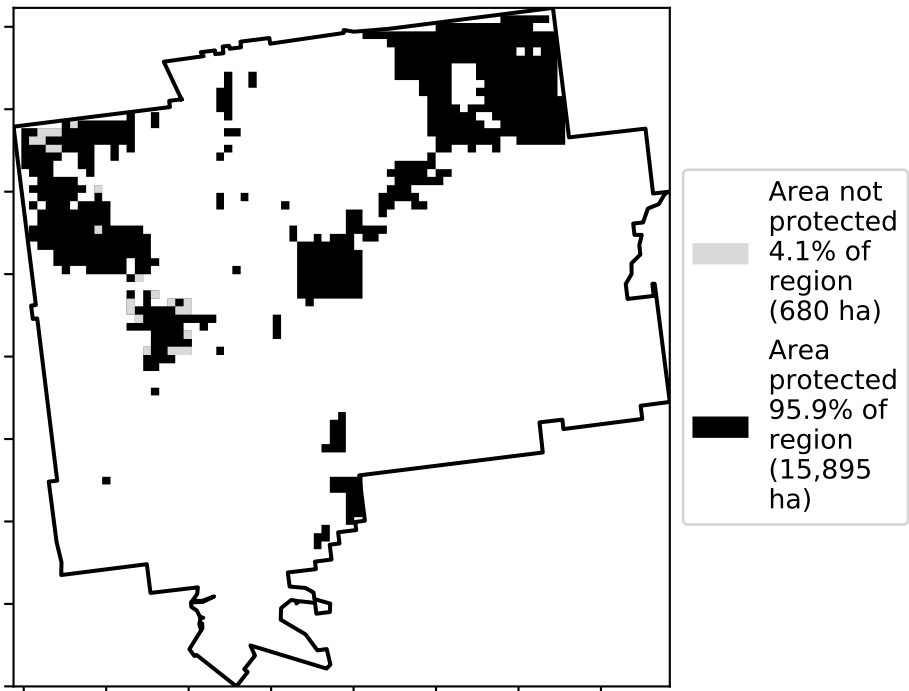 Area not
protected
4.1% of
region
(680 ha)
Area
protected
95.9% of
region
(15,895
ha)